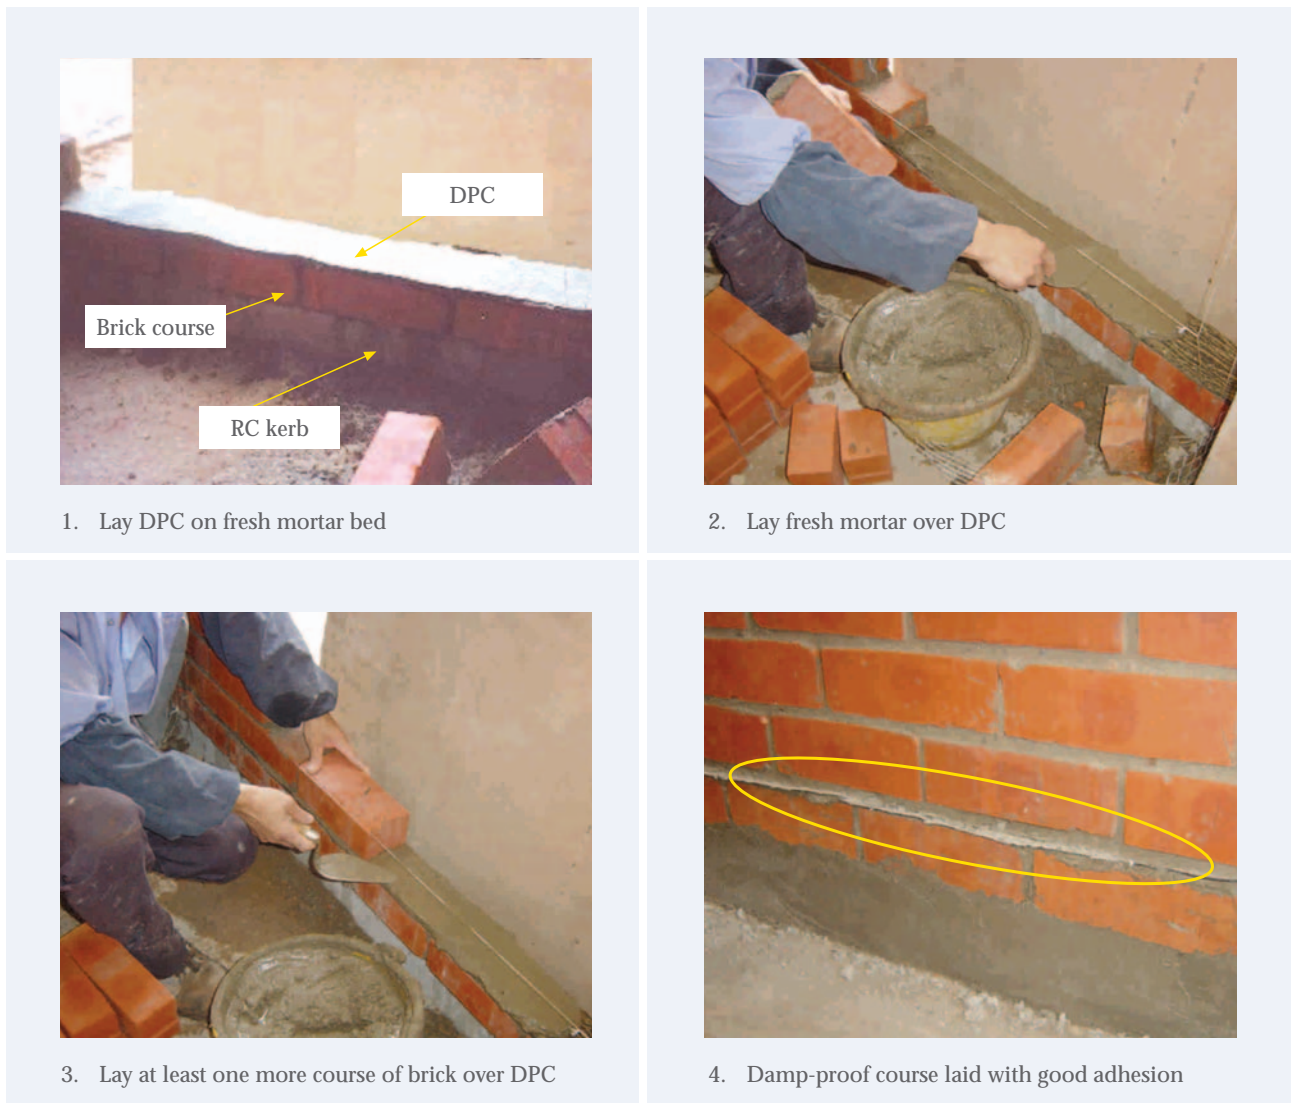 DPC
Brick course
RC kerb
1. Lay DPC on fresh mortar bed
2. Lay fresh mortar over DPC
3. Lay at least one more course of brick over DPC
4. Damp-proof course laid with good adhesion